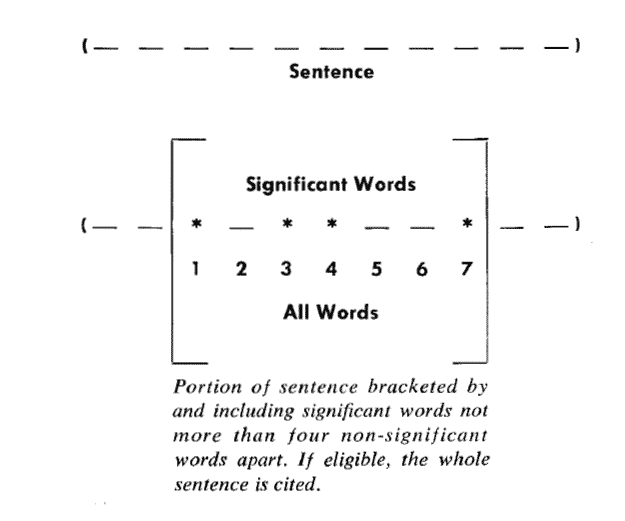 (— — — — — — — — — — —)
Sentence
Significant Words
(— — * — * * — — * — —)
1 2 3 4 5 6 7
All Words
Portion of sentence bracketed by
and including significant words not
more than four non-significant
words apart. If eligible, the whole
sentence is cited.